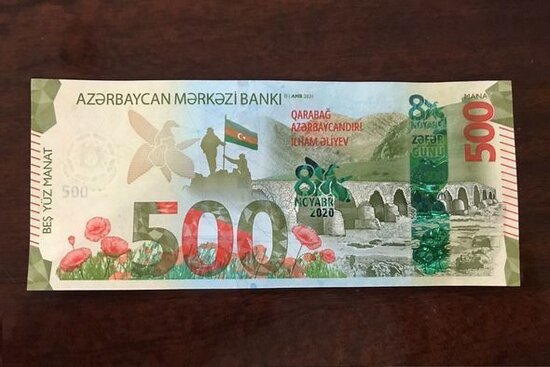 AZƏRBAYCAN MƏRKƏZİ BANKI
QARABAĞ
AZƏRBAYCANDIR!
İLHAM ƏLİYEV
8
NOYABR
2020
8
NOYABR
ZƏFƏR
GÜNÜ
MANAT
500
BEŞ YÜZ MANAT
500
500